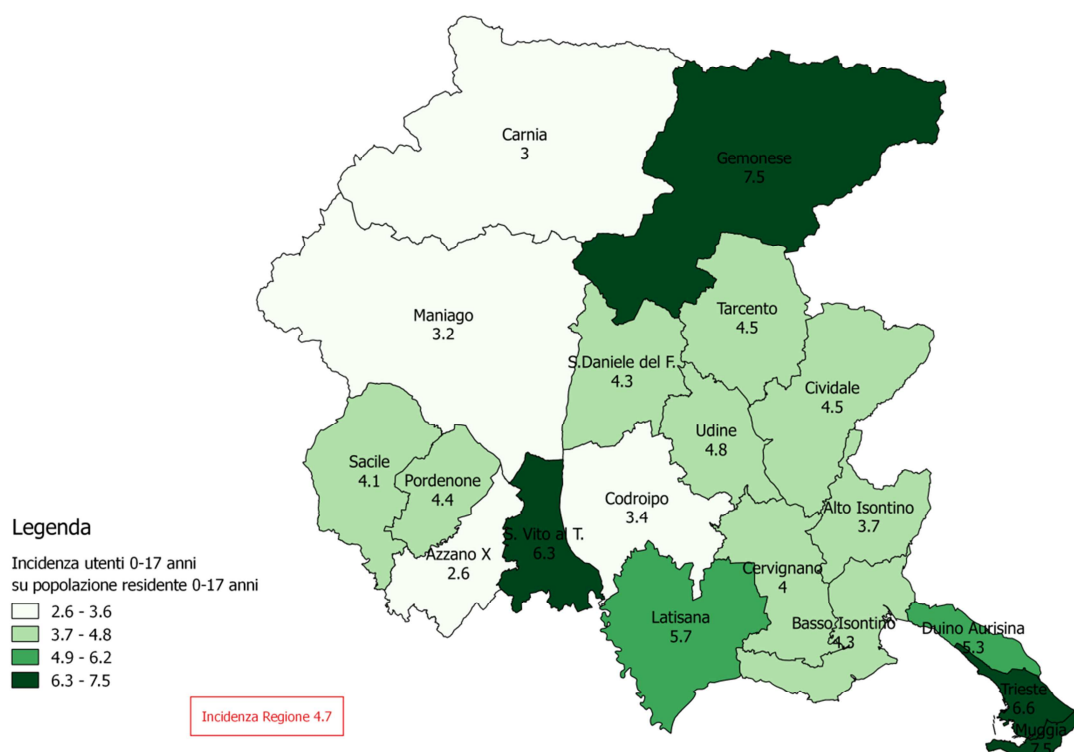 Carnia
3
Gemonese
7.5
Maniago
3.2
Tarcento
4.5
S.Daniele del F.
4.3
Cividale
4.5
Udine
4.8
Sacile
4.1
Pordenone
4.4
Codroipo
3.4
Alto Isontino
3.7
S. Vito al T.
6.3
Azzano X
2.6
Cervignano
4
Latisana
5.7
Basso Isontino
4.3
Duino Aurisina
5.3
Trieste
6.6
Muggia
7.5
Legenda
Incidenza utenti 0-17 anni
su popolazione residente 0-17 anni
2.6 - 3.6
3.7 - 4.8
4.9 - 6.2
6.3 - 7.5
Incidenza Regione 4.7